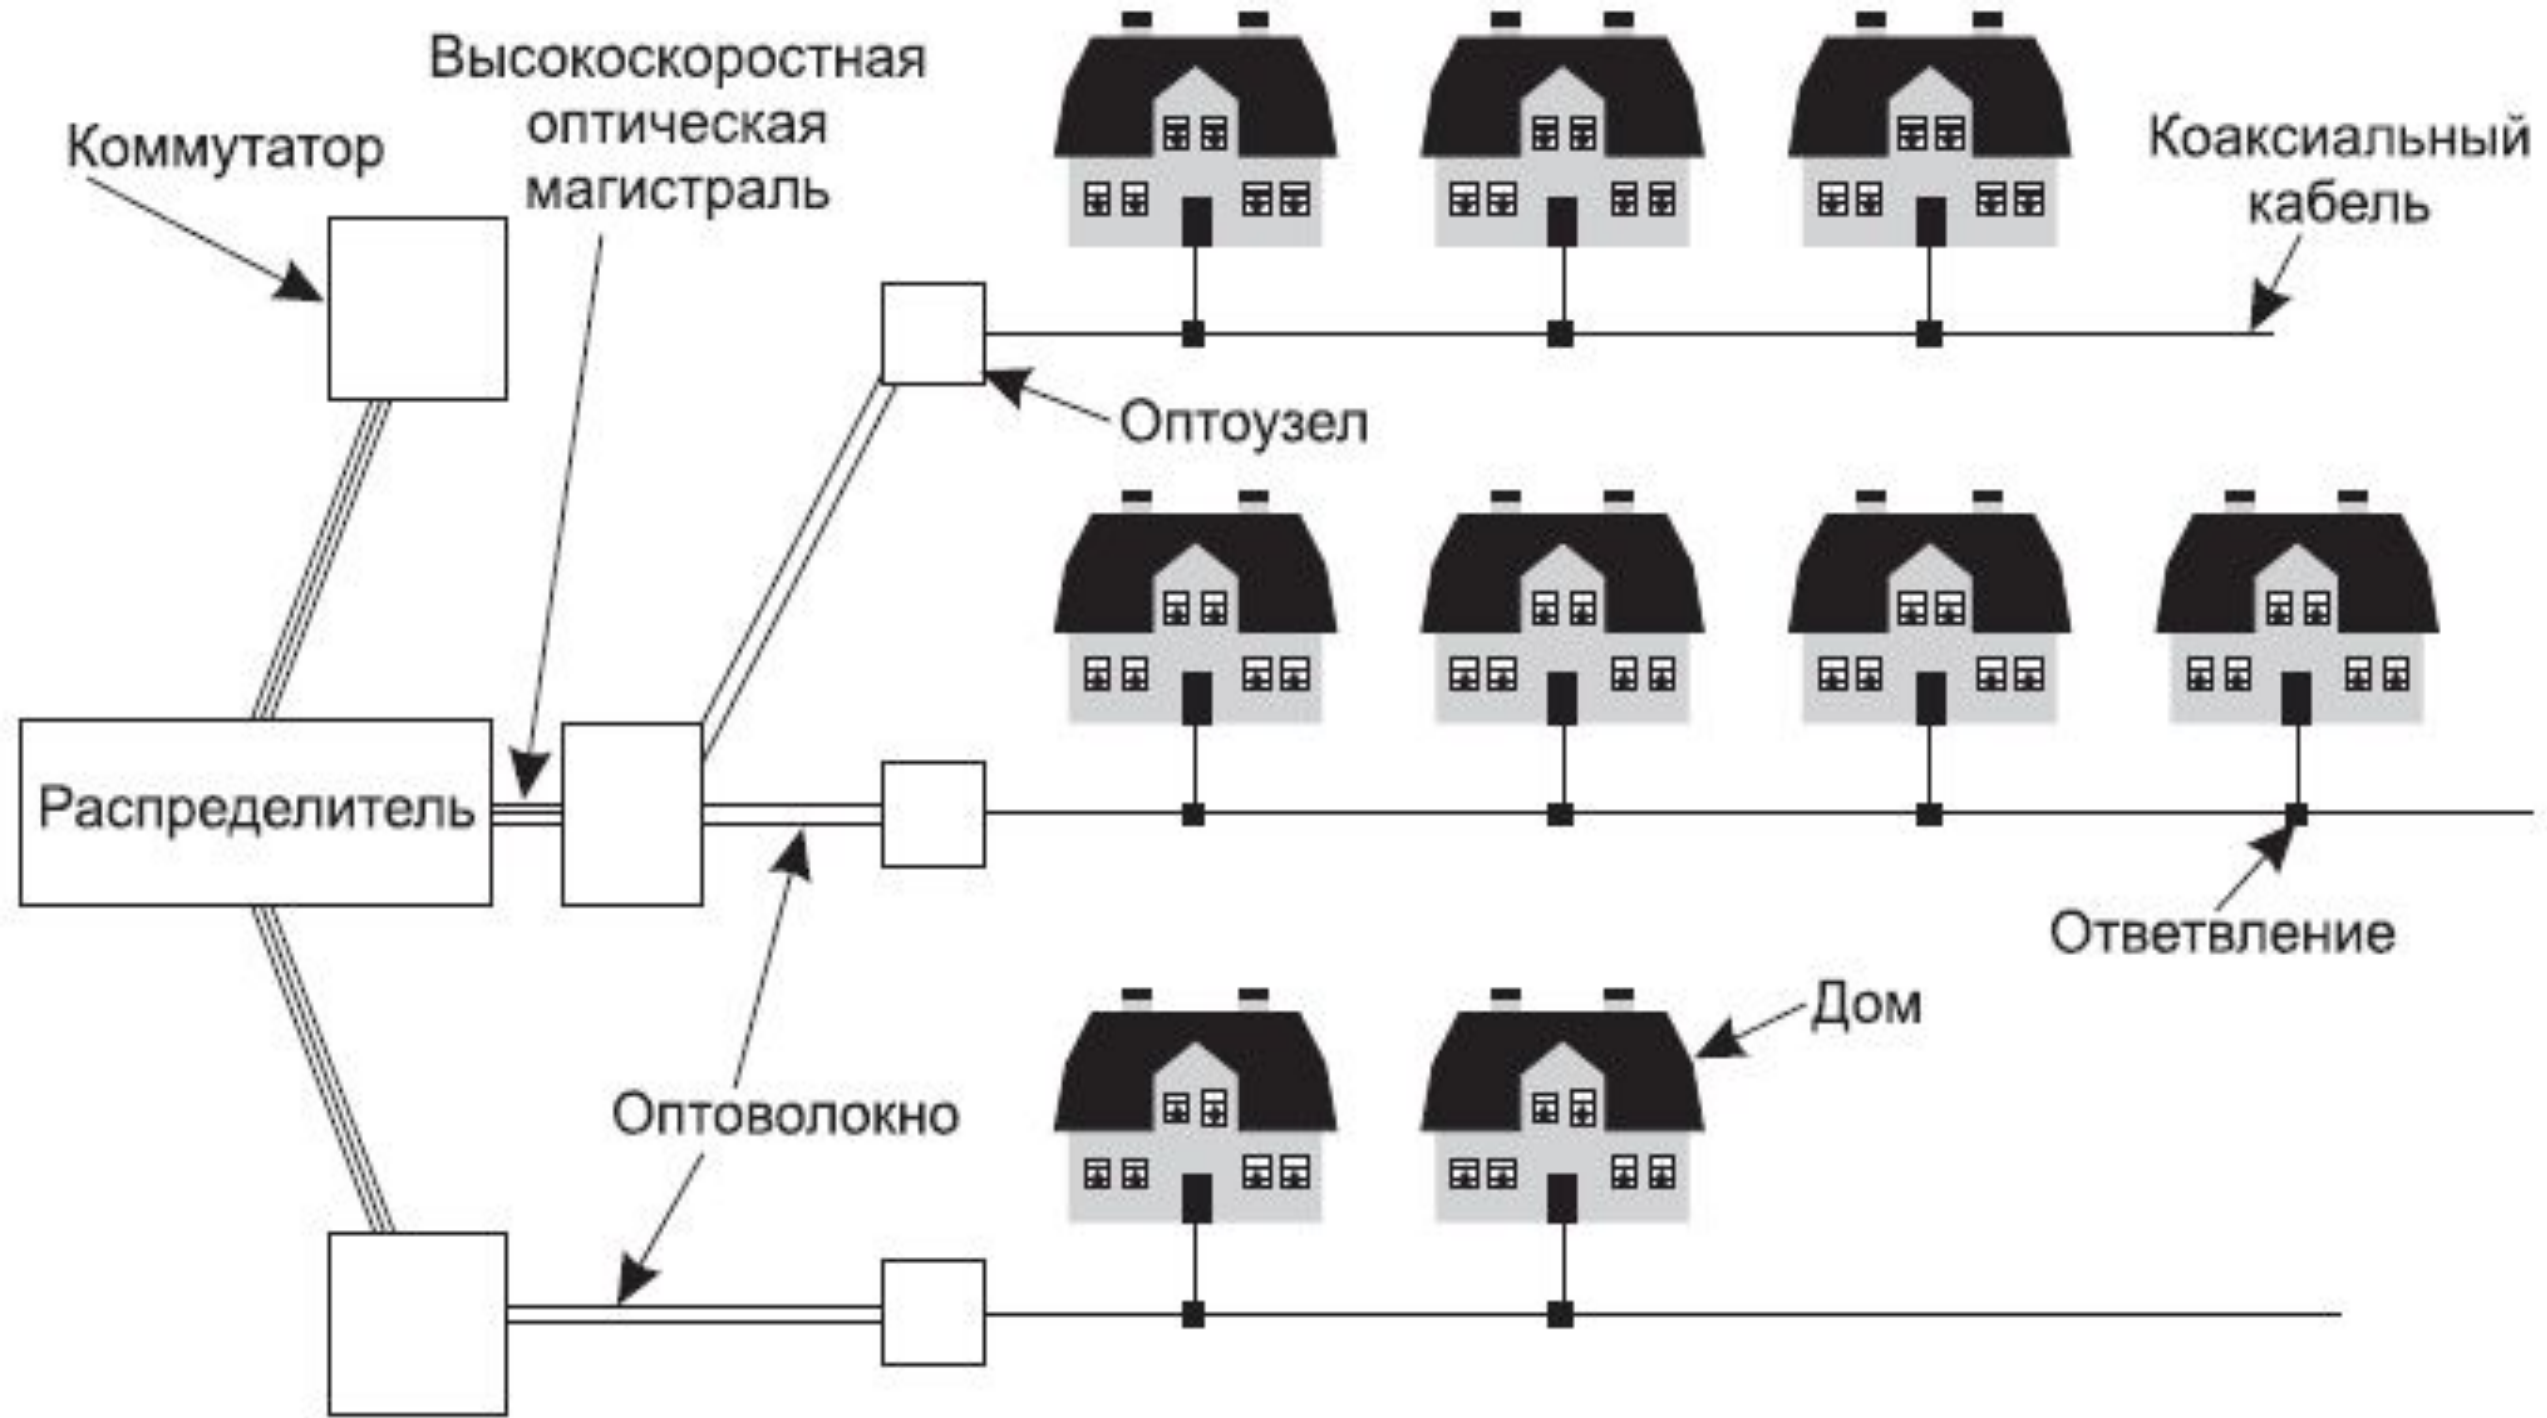 Высокоскоростная
оптическая
магистраль
Коммутатор
Коаксиальный
кабель
Оптоузел
Распределитель
Ответвление
Дом
Оптоволокно